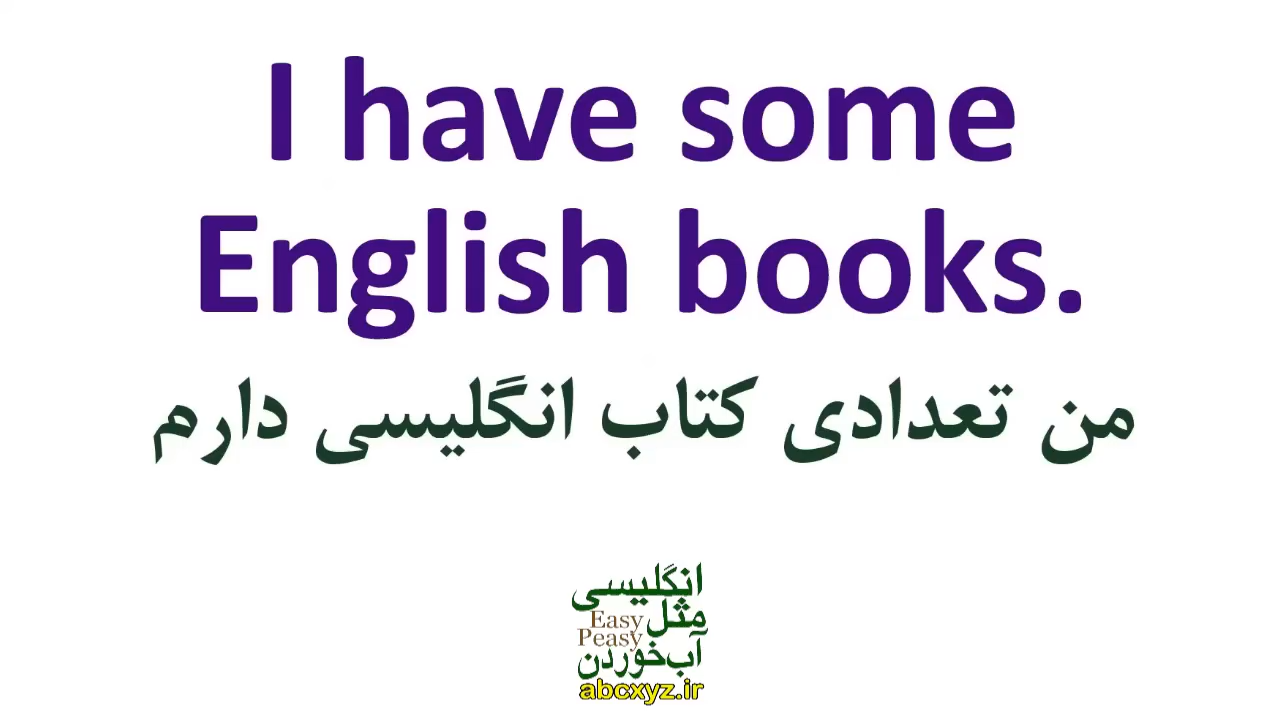 I have some
English books.
من تعدادی کتاب انگلیسی دارم
انگلیسی
مثل
Easy
Peasy
آب‌خوردن
abcxyz.ir